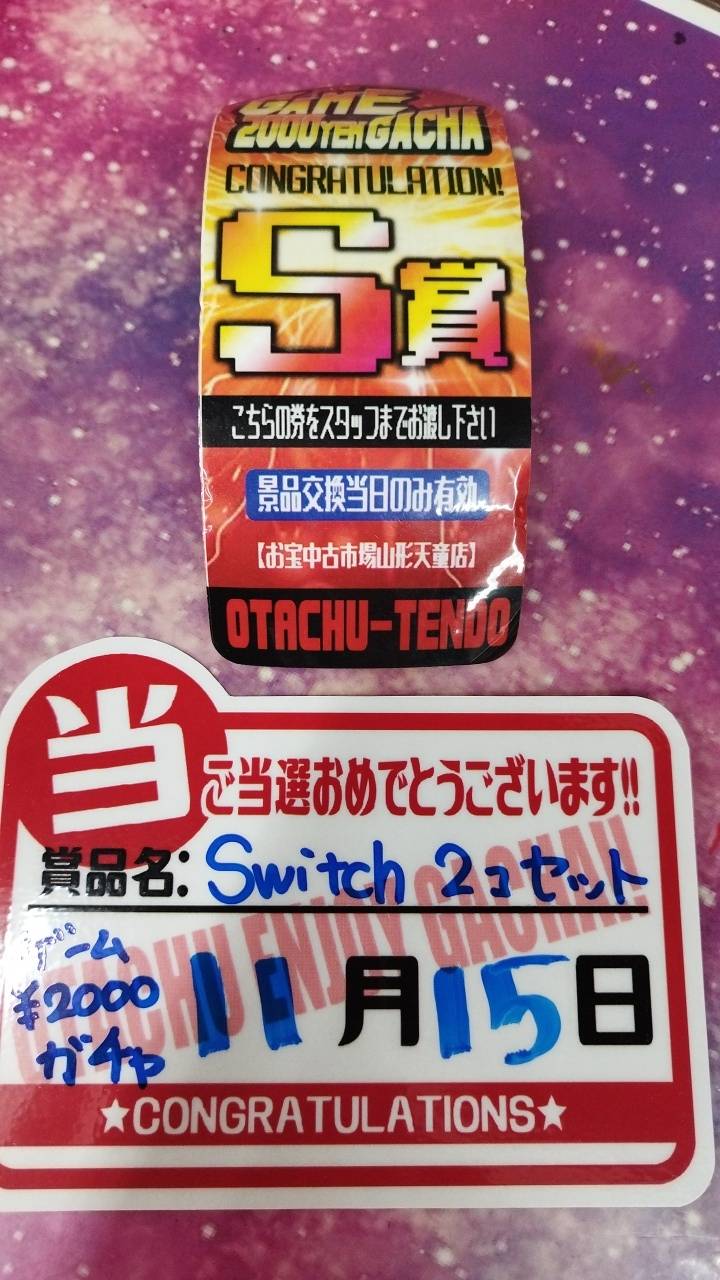 GAME
2000YEN GACHA
CONGRATULATION!
S賞
こちらの券をスタッフまでお渡し下さい
景品交換当日のみ有効
【お宝中古市場山形天童店】
OTACHU-TENDO
当
ご当選おめでとうございます!!
賞品名: Switch 2コセット
ゲーム
¥2000
ガチャ
11月15日
OTACHU ENJOY GACHA!!
★CONGRATULATIONS★